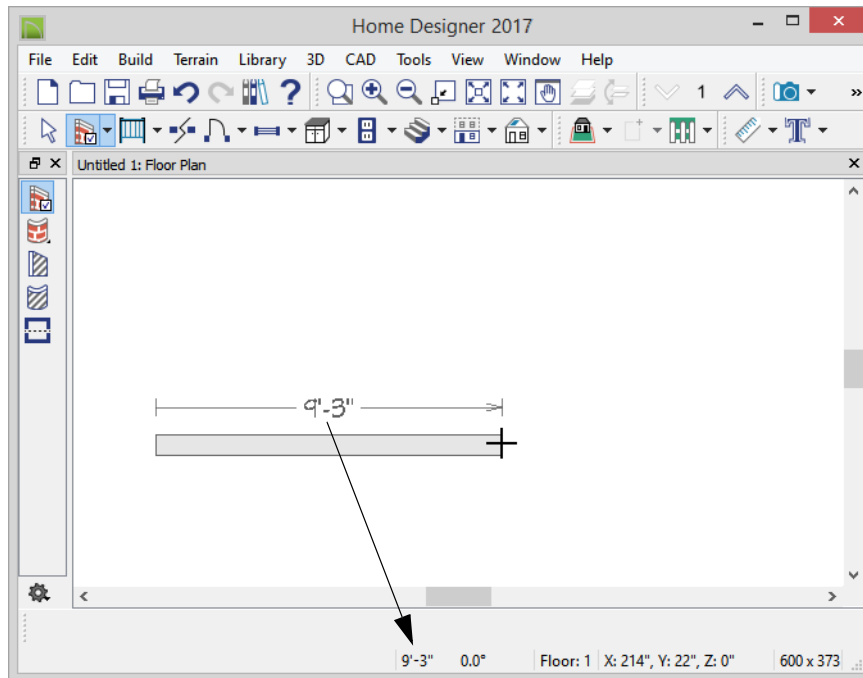 Home Designer 2017
File Edit Build Terrain Library 3D CAD Tools View Window Help
1
Untitled 1: Floor Plan
9'-3"
9'-3" 0.0° Floor: 1 X: 214", Y: 22", Z: 0" 600 x 373